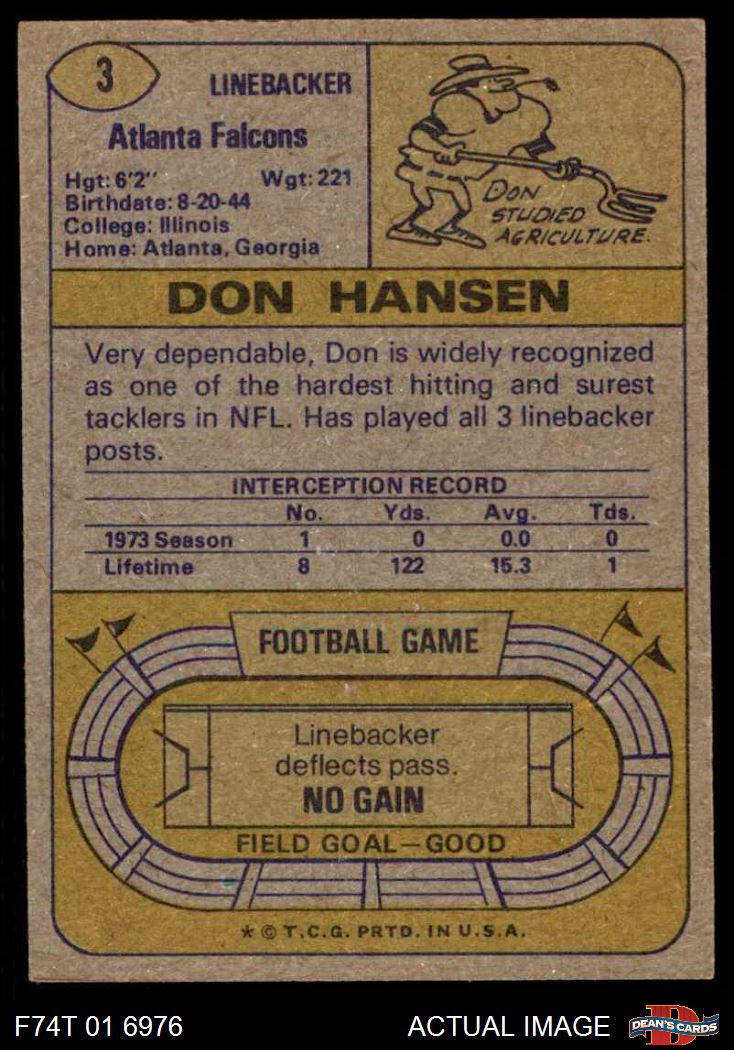 3
LINEBACKER
Atlanta Falcons
Hgt: 6'2"    Wgt: 221
Birthdate: 8-20-44
College: Illinois
Home: Atlanta, Georgia
DON
STUDIED
AGRICULTURE.
DON HANSEN
Very dependable, Don is widely recognized
as one of the hardest hitting and surest
tacklers in NFL. Has played all 3 linebacker
posts.
INTERCEPTION RECORD
No. Yds. Avg. Tds.
1973 Season 1 0 0.0 0
Lifetime 8 122 15.3 1
FOOTBALL GAME
Linebacker
deflects pass.
NO GAIN
FIELD GOAL—GOOD
* © T.C.G. PRTD. IN U.S.A.
F74T 01 6976 ACTUAL IMAGE D DEAN'S CARDS